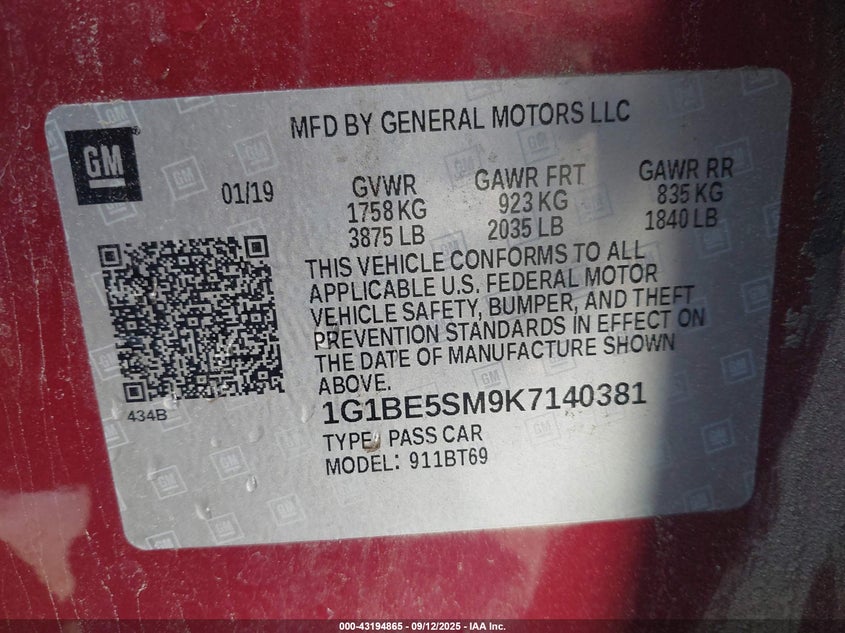 MFD BY GENERAL MOTORS LLC
GM
01/19
GVWR
1758 KG
3875 LB
GAWR FRT
923 KG
2035 LB
GAWR RR
835 KG
1840 LB
THIS VEHICLE CONFORMS TO ALL
APPLICABLE U.S. FEDERAL MOTOR
VEHICLE SAFETY, BUMPER, AND THEFT
PREVENTION STANDARDS IN EFFECT ON
THE DATE OF MANUFACTURE SHOWN
ABOVE.
434B
1G1BE5SM9K7140381
TYPE: PASS CAR
MODEL: 911BT69
000-43194865 - 09/12/2025 - IAA Inc.